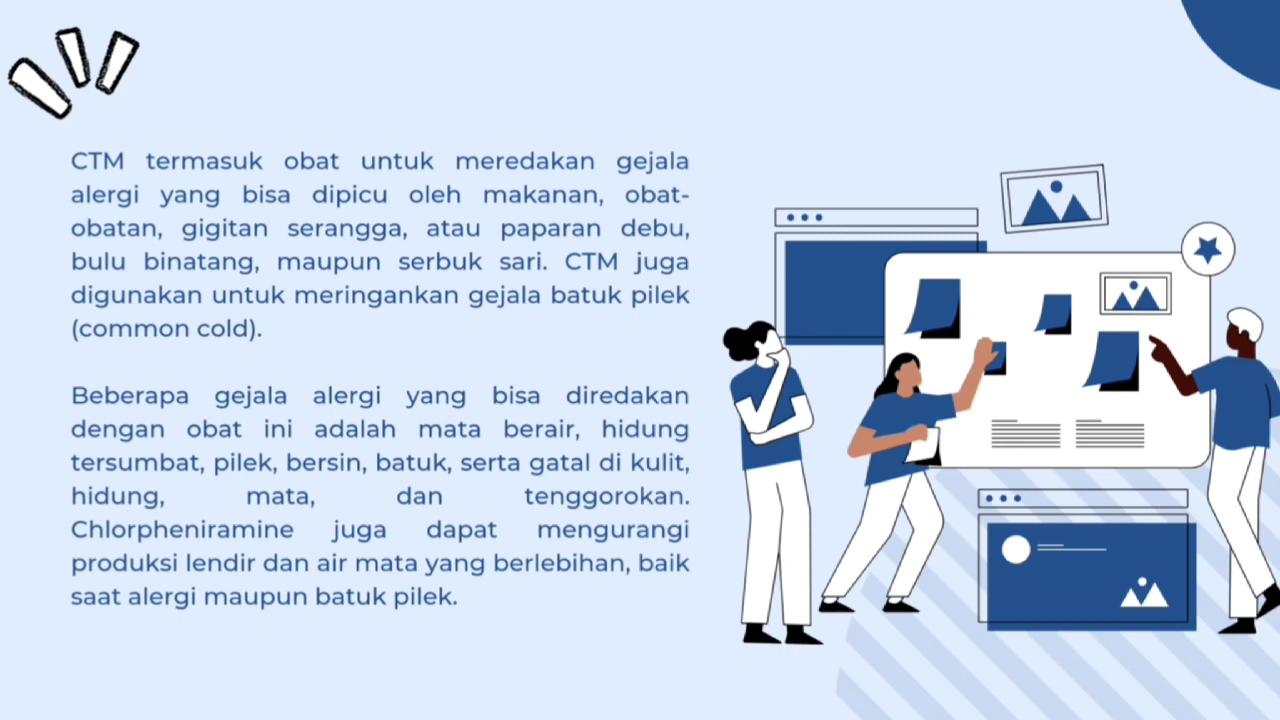 CTM termasuk obat untuk meredakan gejala
alergi yang bisa dipicu oleh makanan, obat-
obatan, gigitan serangga, atau paparan debu,
bulu binatang, maupun serbuk sari. CTM juga
digunakan untuk meringankan gejala batuk pilek
(common cold).
Beberapa gejala alergi yang bisa diredakan
dengan obat ini adalah mata berair, hidung
tersumbat, pilek, bersin, batuk, serta gatal di kulit,
hidung, mata, dan tenggorokan.
Chlorpheniramine juga dapat mengurangi
produksi lendir dan air mata yang berlebihan, baik
saat alergi maupun batuk pilek.